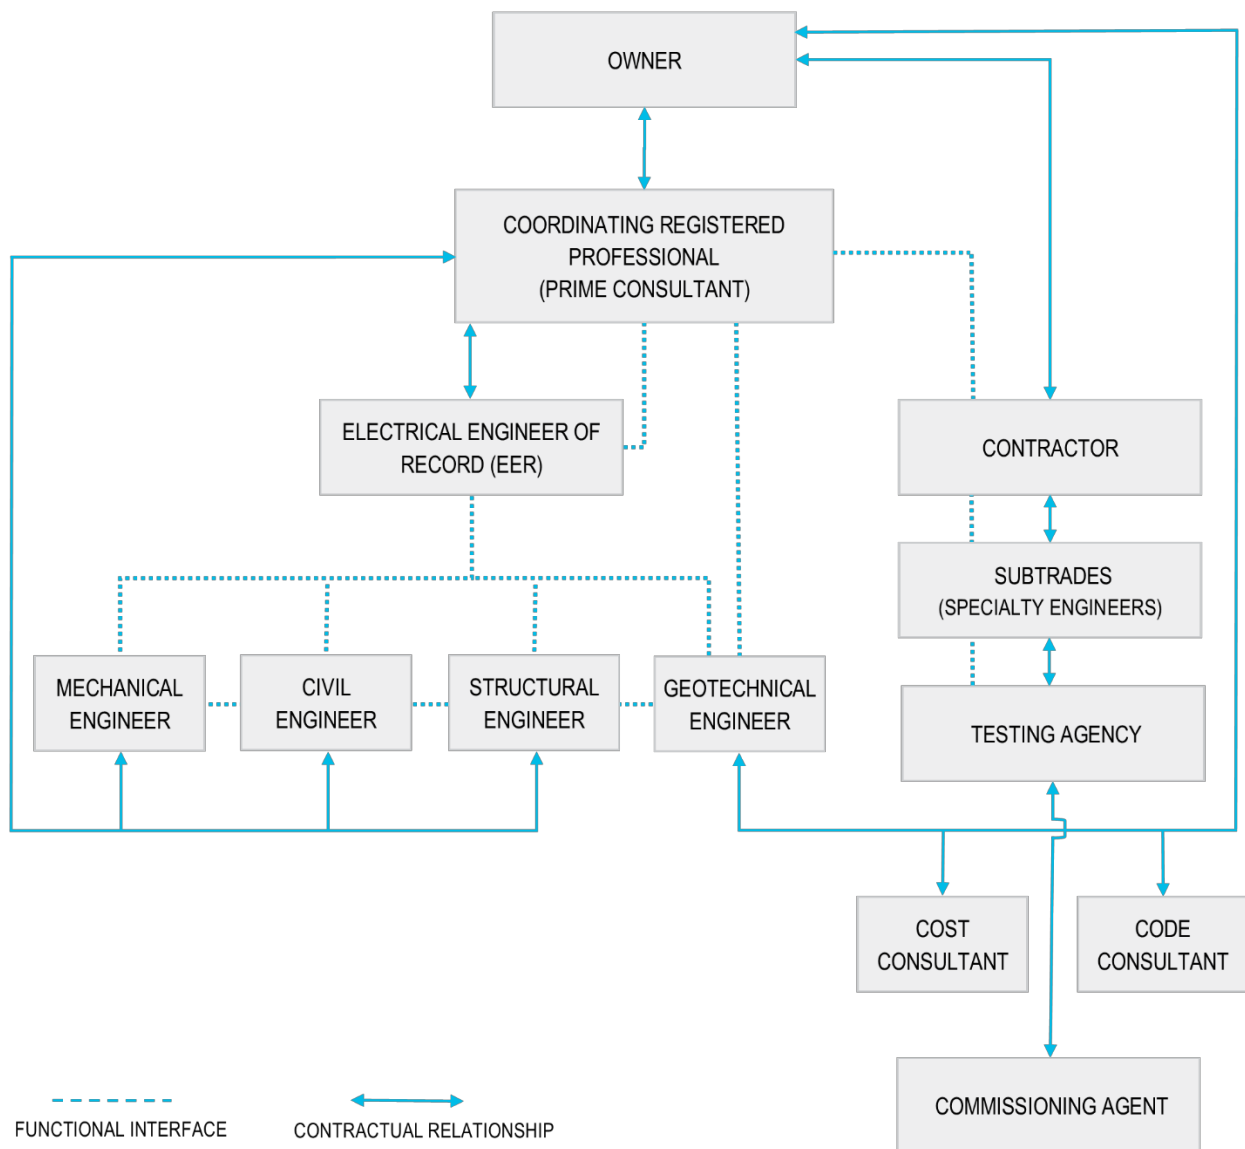 OWNER
COORDINATING REGISTERED
PROFESSIONAL
(PRIME CONSULTANT)
ELECTRICAL ENGINEER OF
RECORD (EER)
CONTRACTOR
SUBTRADES
(SPECIALTY ENGINEERS)
MECHANICAL
ENGINEER
CIVIL
ENGINEER
STRUCTURAL
ENGINEER
GEOTECHNICAL
ENGINEER
TESTING AGENCY
COST
CONSULTANT
CODE
CONSULTANT
COMMISSIONING AGENT
FUNCTIONAL INTERFACE
CONTRACTUAL RELATIONSHIP